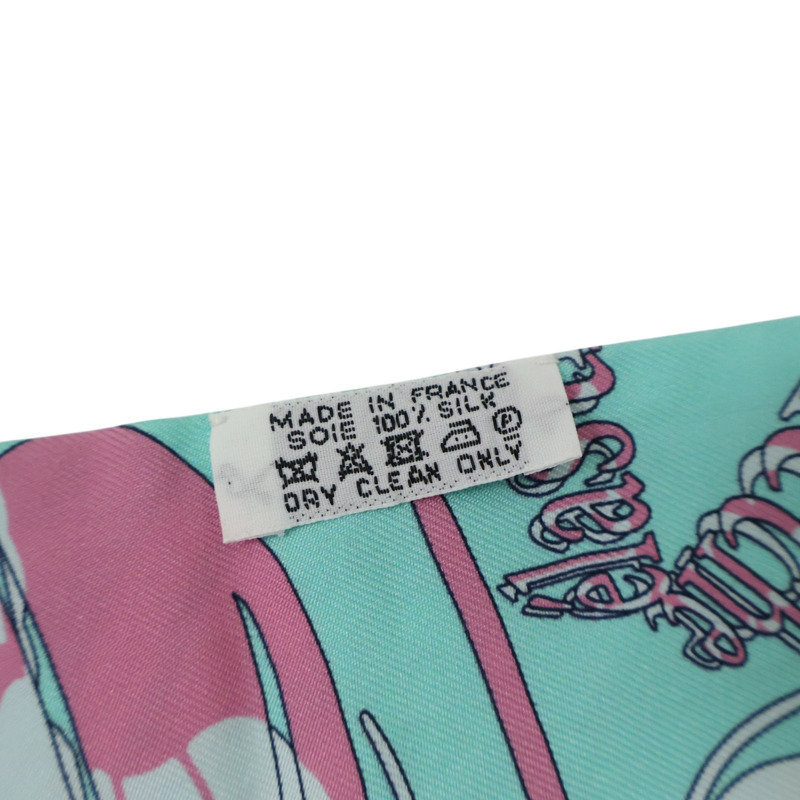 MADE IN FRANCE
SOIE 100% SILK
P
DRY CLEAN ONLY